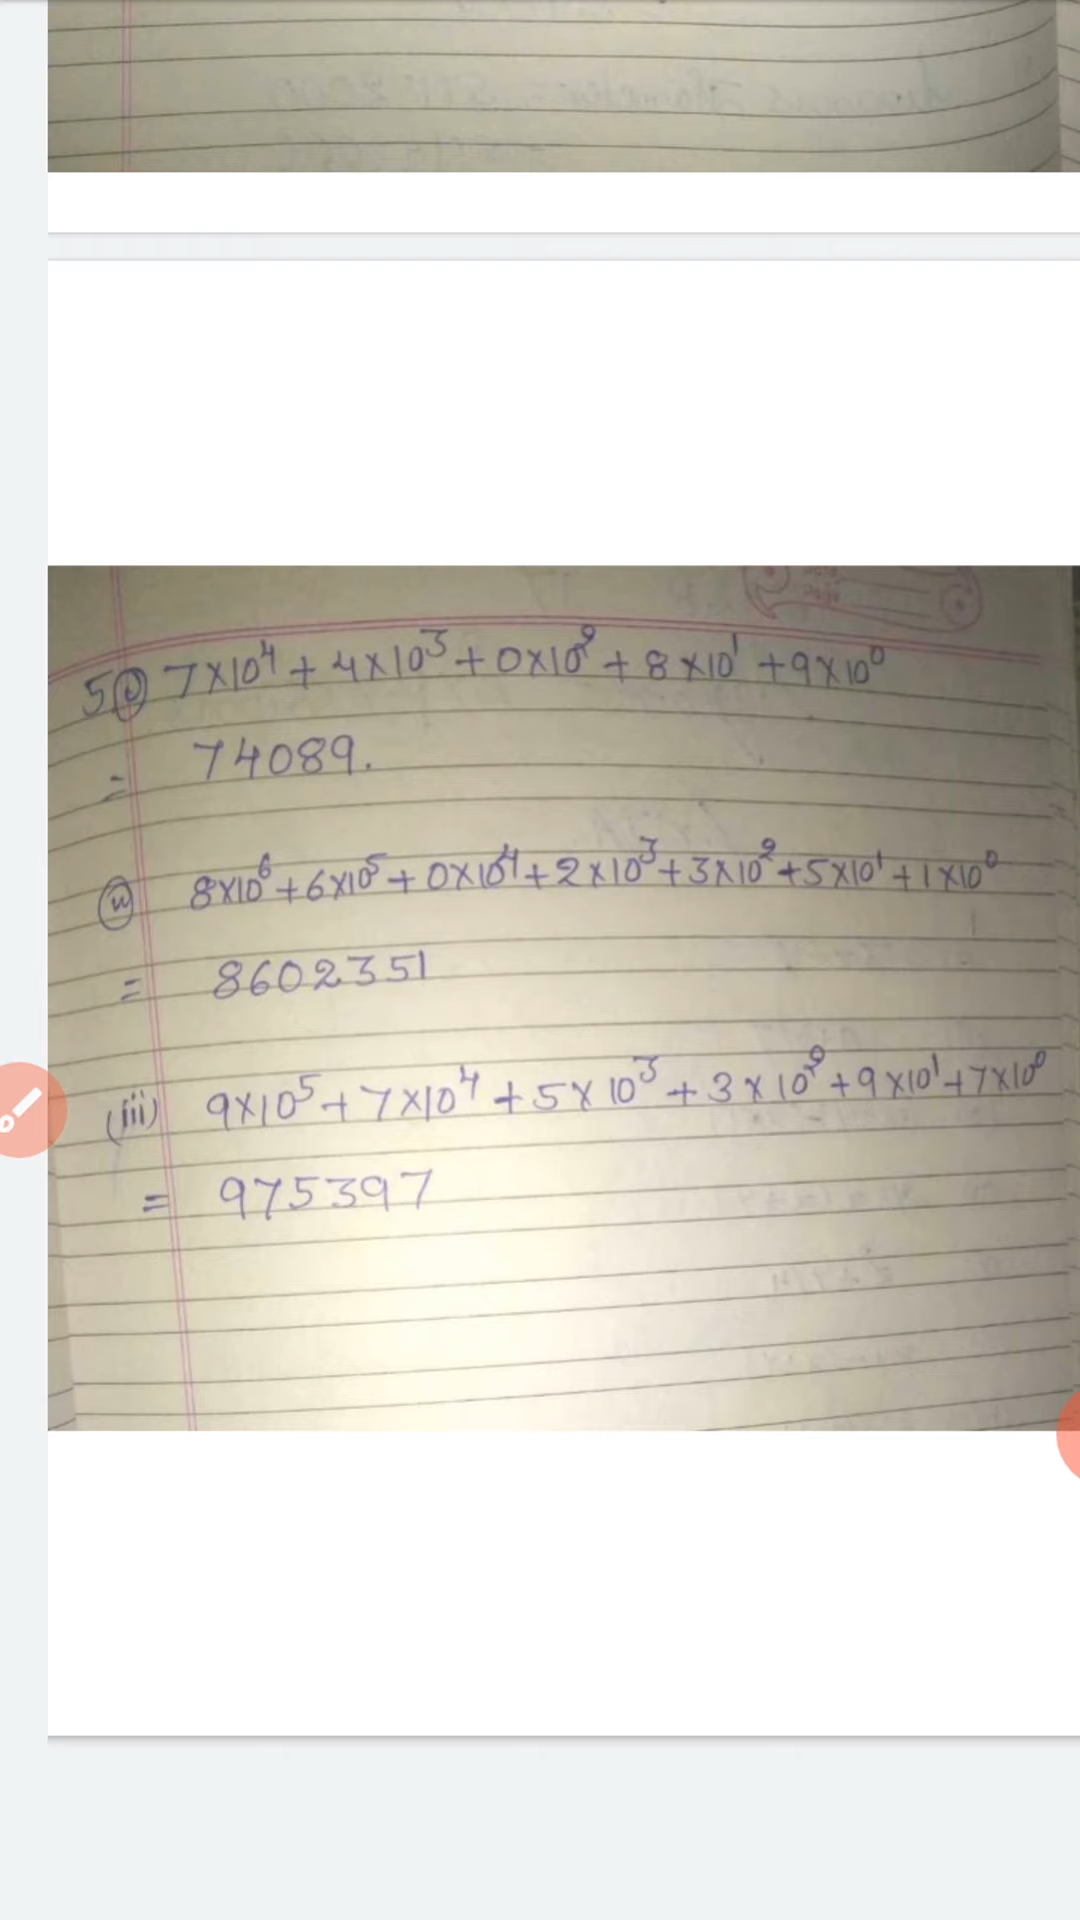 5(i) 7×10⁴ + 4×10³ + 0×10² + 8×10¹ + 9×10⁰
= 74089.
(ii) 8×10⁶ + 6×10⁵ + 0×10⁴ + 2×10³ + 3×10² + 5×10¹ + 1×10⁰
= 8602351
(iii) 9×10⁵ + 7×10⁴ + 5×10³ + 3×10² + 9×10¹ + 7×10⁰
= 975397